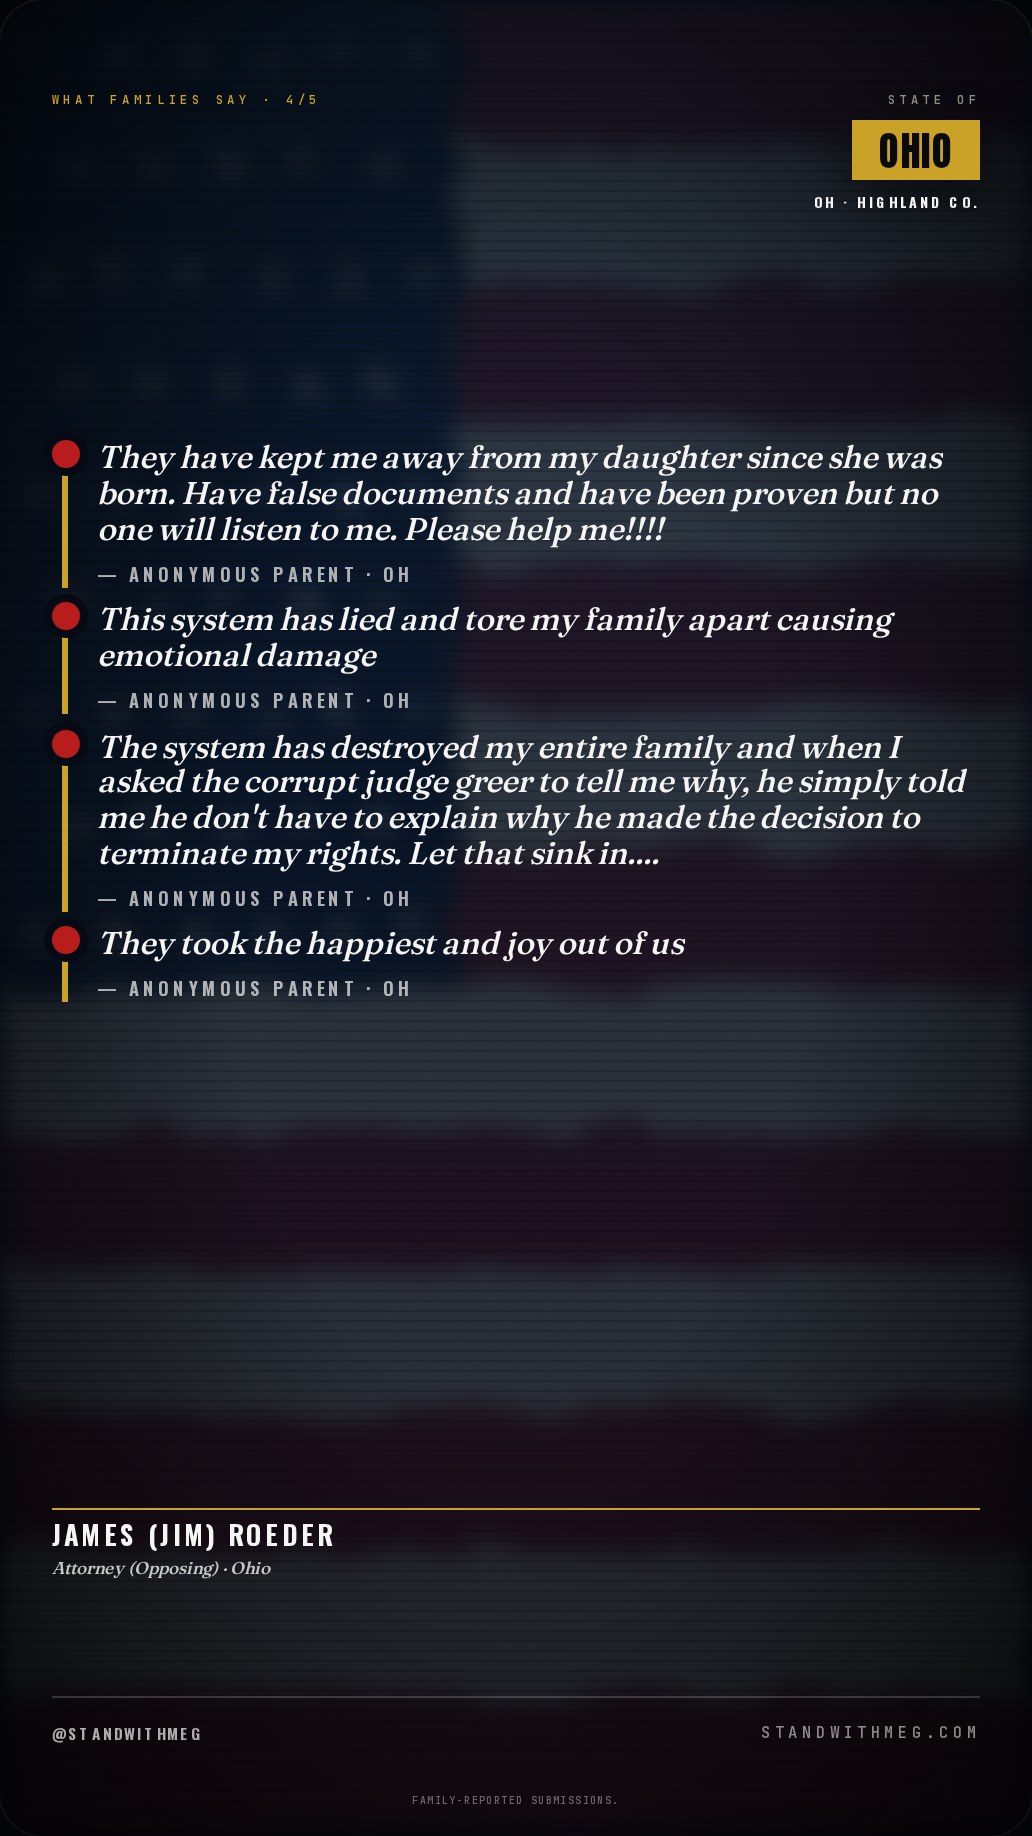 WHAT FAMILIES SAY · 4/5
STATE OF
OHIO
OH · HIGHLAND CO.
They have kept me away from my daughter since she was
born. Have false documents and have been proven but no
one will listen to me. Please help me!!!!
— ANONYMOUS PARENT · OH
This system has lied and tore my family apart causing
emotional damage
— ANONYMOUS PARENT · OH
The system has destroyed my entire family and when I
asked the corrupt judge greer to tell me why, he simply told
me he don't have to explain why he made the decision to
terminate my rights. Let that sink in....
— ANONYMOUS PARENT · OH
They took the happiest and joy out of us
— ANONYMOUS PARENT · OH
JAMES (JIM) ROEDER
Attorney (Opposing) · Ohio
@STANDWITHMEG
STANDWITHMEG.COM
FAMILY-REPORTED SUBMISSIONS.